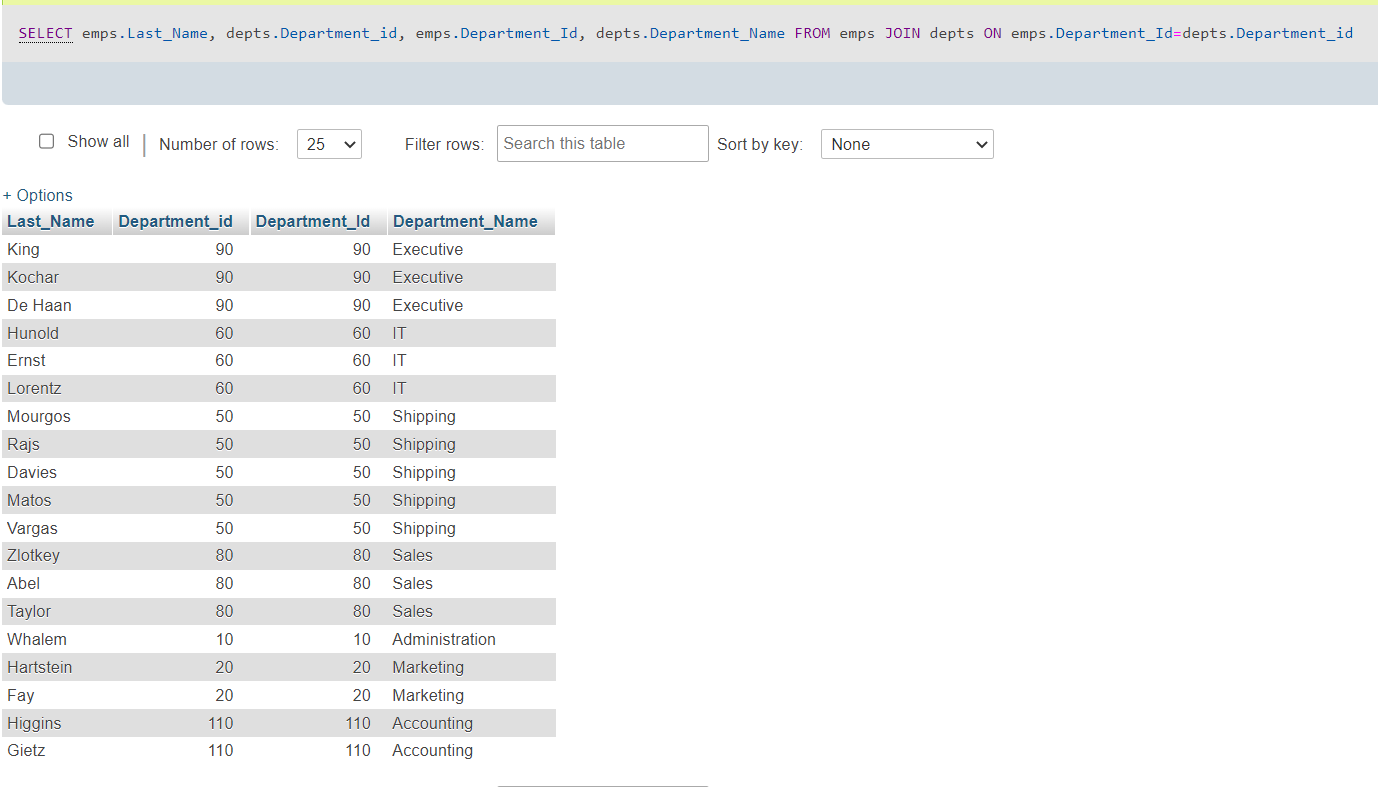 SELECT emps.Last_Name, depts.Department_id, emps.Department_Id, depts.Department_Name FROM emps JOIN depts ON emps.Department_Id=depts.Department_id
Show all | Number of rows: 25 Filter rows: Search this table Sort by key: None
+ Options
Last_Name Department_id Department_Id Department_Name
King 90 90 Executive
Kochar 90 90 Executive
De Haan 90 90 Executive
Hunold 60 60 IT
Ernst 60 60 IT
Lorentz 60 60 IT
Mourgos 50 50 Shipping
Rajs 50 50 Shipping
Davies 50 50 Shipping
Matos 50 50 Shipping
Vargas 50 50 Shipping
Zlotkey 80 80 Sales
Abel 80 80 Sales
Taylor 80 80 Sales
Whalem 10 10 Administration
Hartstein 20 20 Marketing
Fay 20 20 Marketing
Higgins 110 110 Accounting
Gietz 110 110 Accounting